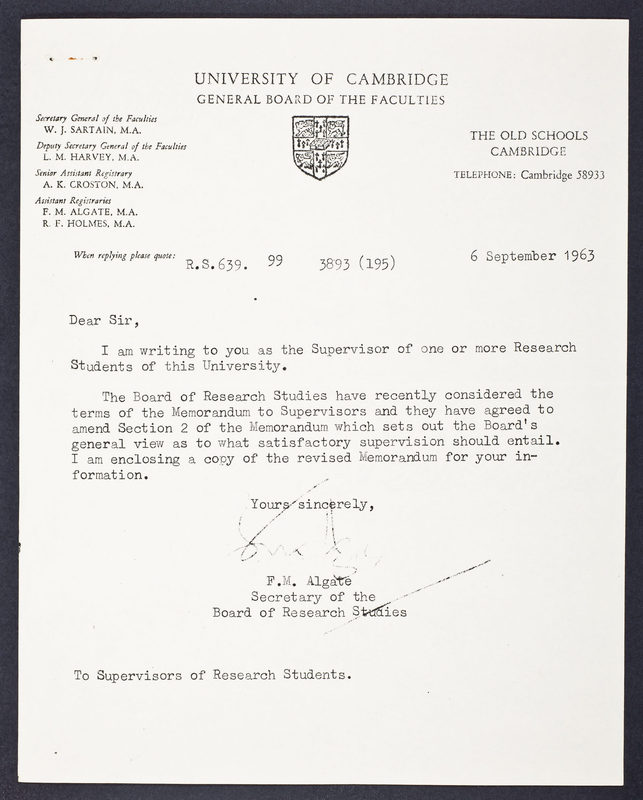 UNIVERSITY OF CAMBRIDGE
GENERAL BOARD OF THE FACULTIES
Secretary General of the Faculties
W. J. SARTAIN, M.A.
Deputy Secretary General of the Faculties
L. M. HARVEY, M.A.
Senior Assistant Registrary
A. K. CROSTON, M.A.
Assistant Registraries
F. M. ALGATE, M.A.
R. F. HOLMES, M.A.
THE OLD SCHOOLS
CAMBRIDGE
TELEPHONE: Cambridge 58933
When replying please quote: R.S.639. 99 3893 (195)
6 September 1963
Dear Sir,
I am writing to you as the Supervisor of one or more Research
Students of this University.
The Board of Research Studies have recently considered the
terms of the Memorandum to Supervisors and they have agreed to
amend Section 2 of the Memorandum which sets out the Board's
general view as to what satisfactory supervision should entail.
I am enclosing a copy of the revised Memorandum for your in-
formation.
Yours sincerely,
F.M. Algate
Secretary of the
Board of Research Studies
To Supervisors of Research Students.